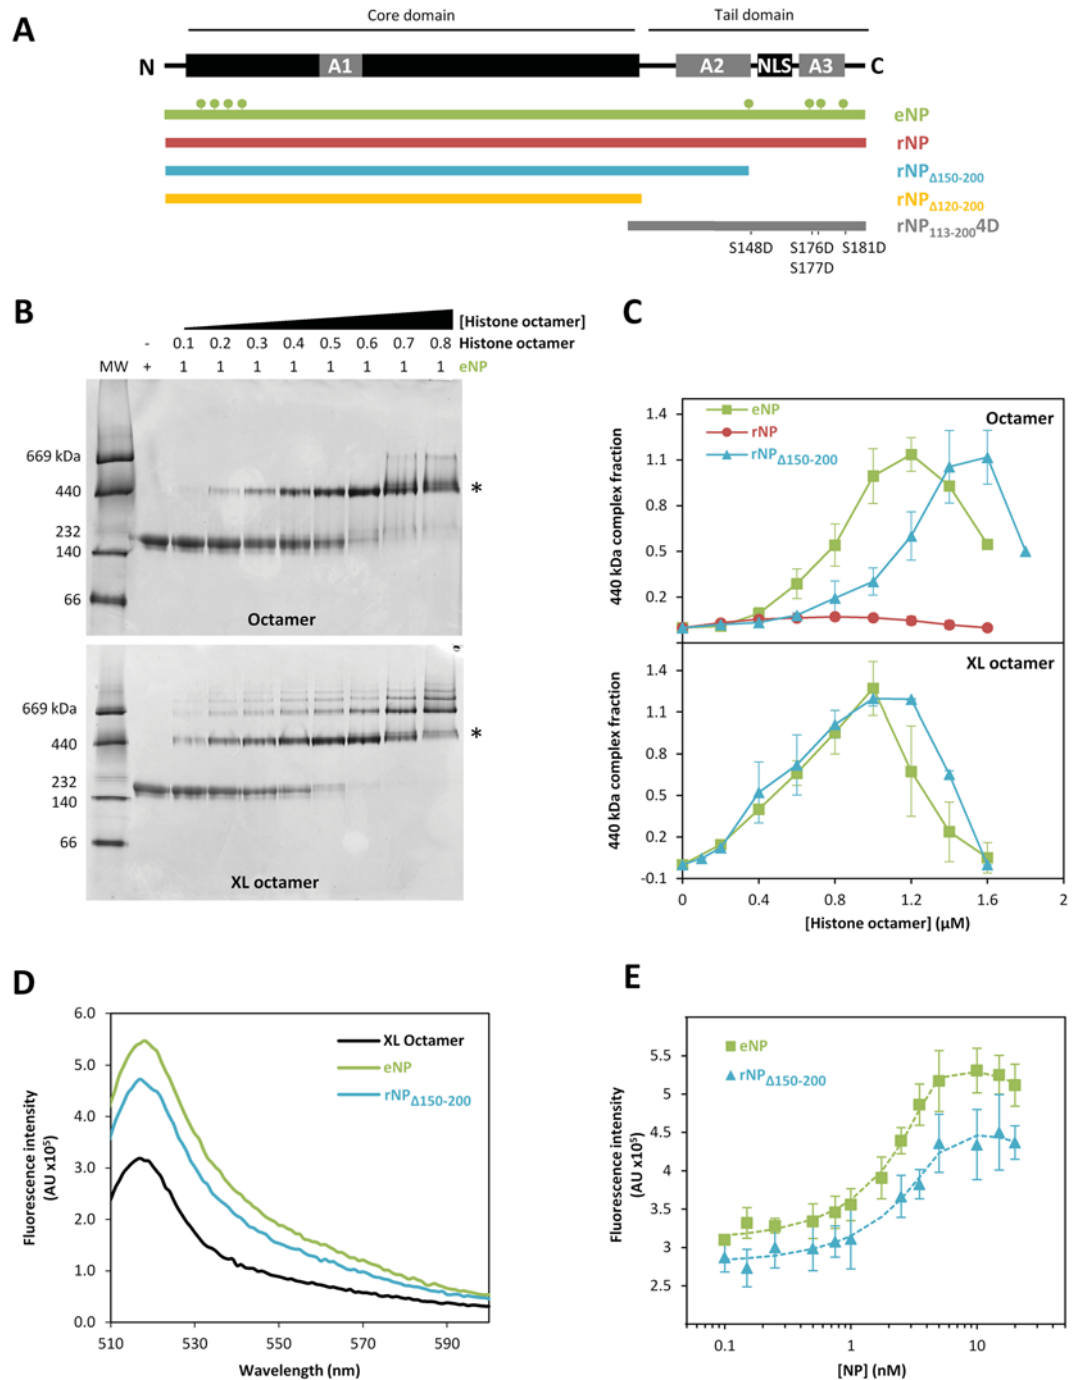 A
Core domain
Tail domain
N
A1
A2
NLS
A3
C
eNP
rNP
rNPΔ150-200
rNPΔ120-200
rNP113-2004D
S148D
S176D
S181D
S177D
B
[Histone octamer]
- 0.1 0.2 0.3 0.4 0.5 0.6 0.7 0.8 Histone octamer
MW + 1 1 1 1 1 1 1 1 eNP
669 kDa
440
*
232
140
66
Octamer
669 kDa
440
*
232
140
66
XL octamer
C
eNP
rNP
rNPΔ150-200
Octamer
440 kDa complex fraction
1.4
1.1
0.8
0.5
0.2
XL octamer
440 kDa complex fraction
1.4
1.1
0.8
0.5
0.2
-0.1
0 0.4 0.8 1.2 1.6 2
[Histone octamer] (µM)
D
XL Octamer
eNP
rNPΔ150-200
Fluorescence intensity
(AU x10⁵)
6.0
5.0
4.0
3.0
2.0
1.0
0.0
510 530 550 570 590
Wavelength (nm)
E
eNP
rNPΔ150-200
Fluorescence intensity
(AU x10⁵)
5.5
5
4.5
4
3.5
3
2.5
0.1 1 10
[NP] (nM)